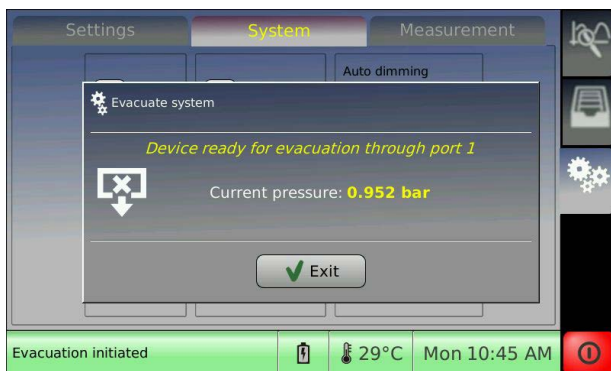 Settings
System
Measurement
Auto dimming
Evacuate system
Device ready for evacuation through port 1
Current pressure: 0.952 bar
Exit
Evacuation initiated
29°C
Mon 10:45 AM